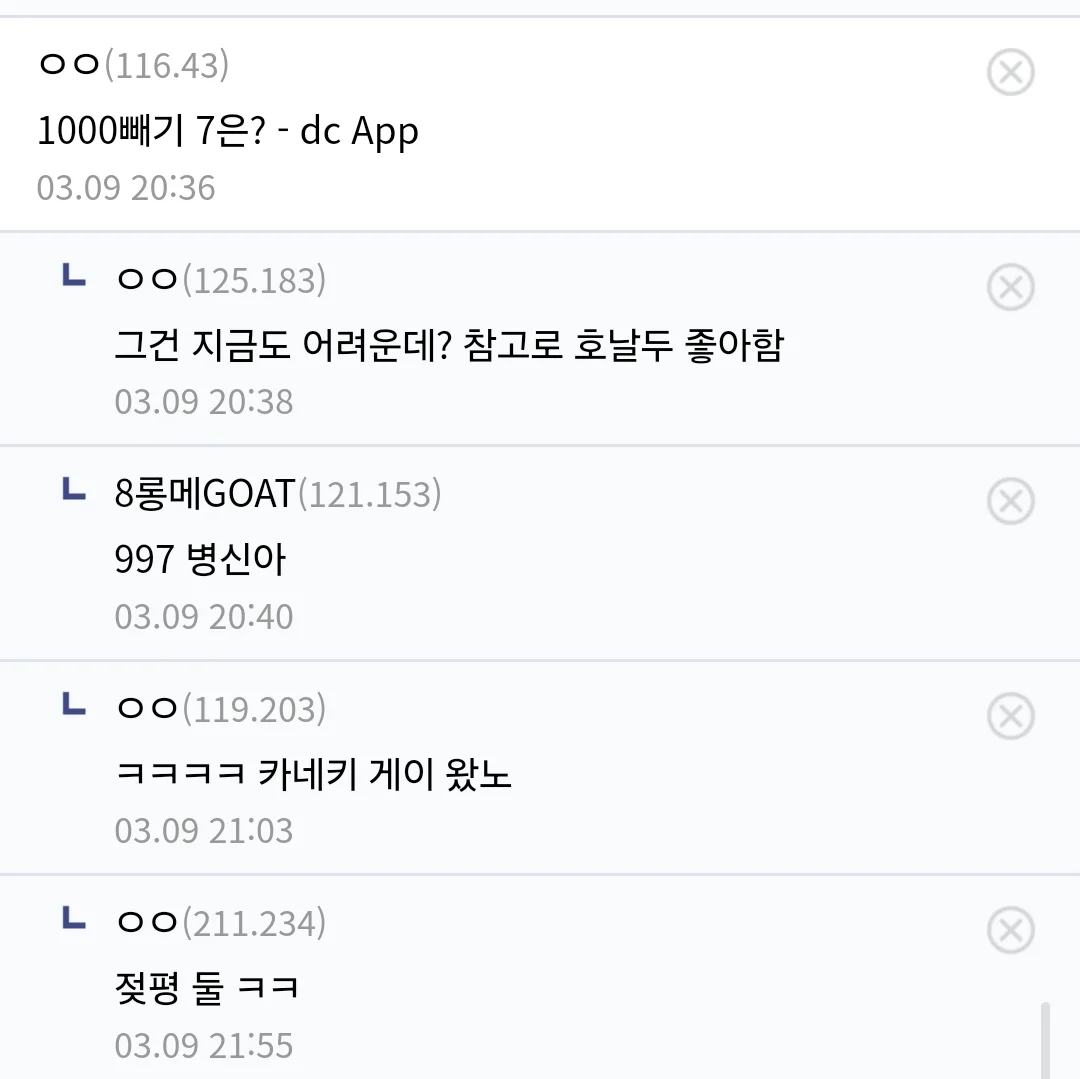 ㅇㅇ(116.43)
1000빼기 7은? - dc App
03.09 20:36
ㅇㅇ(125.183)
그건 지금도 어려운데? 참고로 호날두 좋아함
03.09 20:38
8롱메GOAT(121.153)
997 병신아
03.09 20:40
ㅇㅇ(119.203)
ㅋㅋㅋㅋ 카네키 게이 왔노
03.09 21:03
ㅇㅇ(211.234)
젖평 둘 ㅋㅋ
03.09 21:55